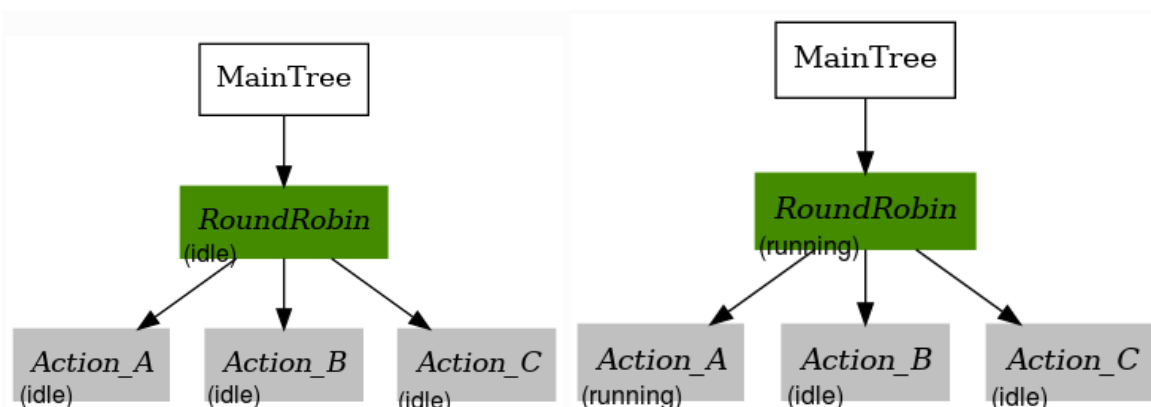 MainTree
RoundRobin
(idle)
Action_A
(idle)
Action_B
(idle)
Action_C
(idle)
MainTree
RoundRobin
(running)
Action_A
(running)
Action_B
(idle)
Action_C
(idle)